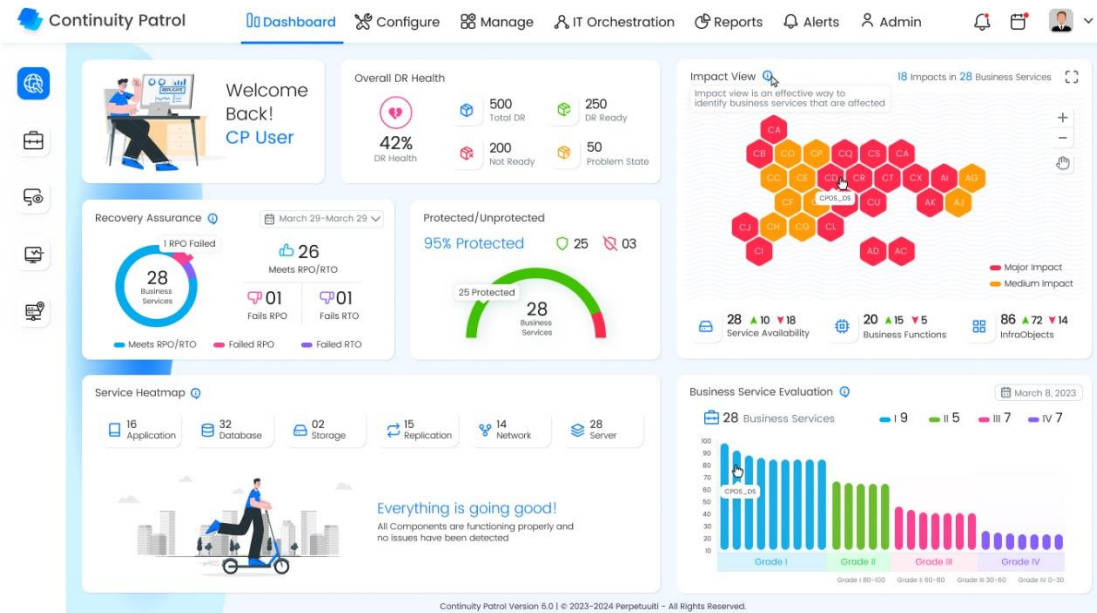 Continuity Patrol
Dashboard
Configure
Manage
IT Orchestration
Reports
Alerts
Admin
Welcome
Back!
CP User
Overall DR Health
42%
DR Health
500
Total DR
250
DR Ready
200
Not Ready
50
Problem State
Impact View
18 Impacts in 28 Business Services
Impact view is an effective way to
identify business services that are affected
+
−
CA
CB CO CP CQ CS CA
CC CE CD CR CT CX AI AG
CPOS_DS
CF CU AK AJ
CJ CH CG CL
CI AD AC
Major Impact
Medium Impact
28 10 18
Service Availability
20 15 5
Business Functions
86 72 14
InfraObjects
Recovery Assurance
March 29-March 29
1 RPO Failed
28
Business
Services
26
Meets RPO/RTO
01
Fails RPO
01
Fails RTO
Meets RPO/RTO
Failed RPO
Failed RTO
Protected/Unprotected
95% Protected
25
03
25 Protected
28
Business
Services
Service Heatmap
16
Application
32
Database
02
Storage
15
Replication
14
Network
28
Server
Everything is going good!
All Components are functioning properly and
no issues have been detected
REPLICATE
Business Service Evaluation
March 8, 2023
28 Business Services
I 9
II 5
III 7
IV 7
100
90
80
70
60
50
40
30
20
10
CPOS_DS
Grade I
Grade II
Grade III
Grade IV
Grade I 80-100
Grade II 60-80
Grade III 30-60
Grade IV 0-30
Continuity Patrol Version 6.0 | © 2023-2024 Perpetuuiti - All Rights Reserved.